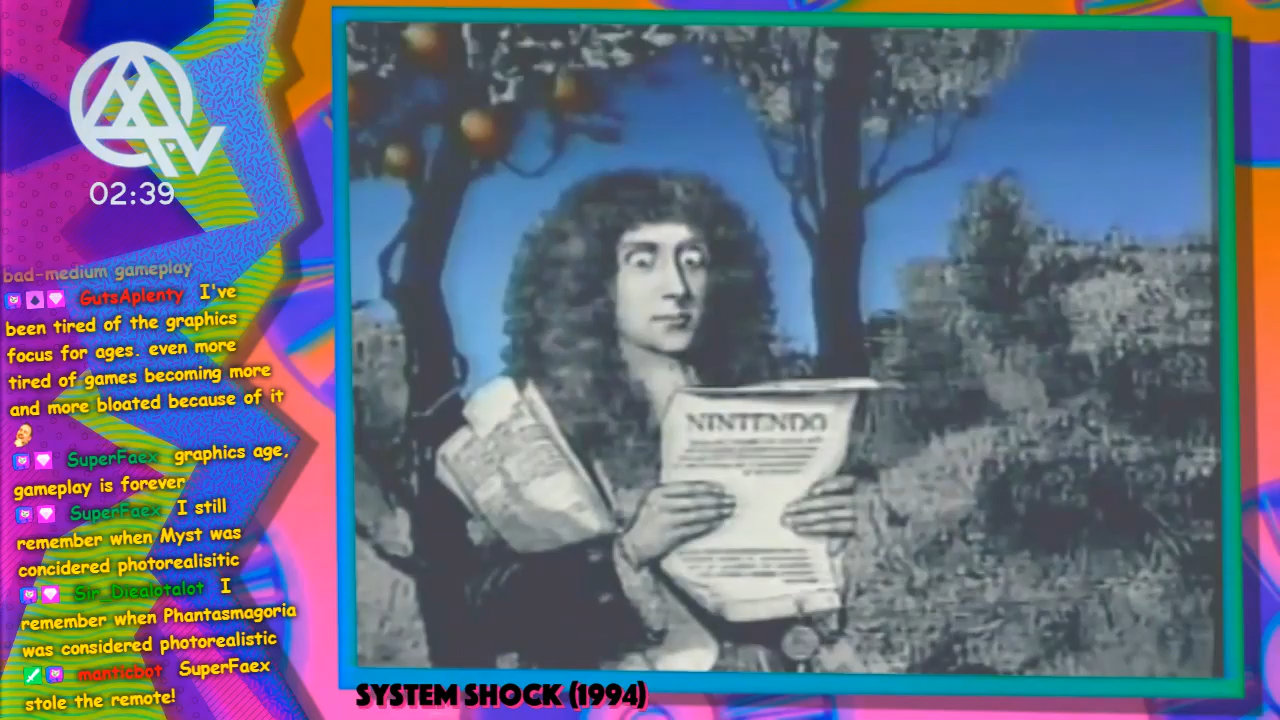 02:39
bad-medium gameplay
GutsAplenty I've
been tired of the graphics
focus for ages. even more
tired of games becoming more
and more bloated because of it
SuperFaex graphics age,
gameplay is forever
SuperFaex I still
remember when Myst was
concidered photorealisitic
Sir_Diealotalot I
remember when Phantasmagoria
was considered photorealistic
manticbot SuperFaex
stole the remote!
NINTENDO
SYSTEM SHOCK (1994)